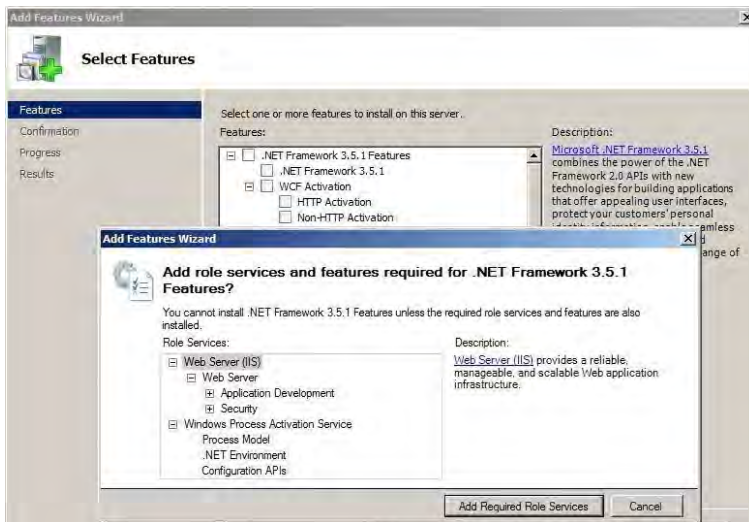 Add Features Wizard
Select Features
Features
Confirmation
Progress
Results
Select one or more features to install on this server.
Features:
.NET Framework 3.5.1 Features
.NET Framework 3.5.1
WCF Activation
HTTP Activation
Non-HTTP Activation
Description:
Microsoft .NET Framework 3.5.1
combines the power of the .NET
Framework 2.0 APIs with new
technologies for building applications
that offer appealing user interfaces,
protect your customers' personal
ange of
Add Features Wizard
Add role services and features required for .NET Framework 3.5.1
Features?
You cannot install .NET Framework 3.5.1 Features unless the required role services and features are also
installed.
Role Services:
Web Server (IIS)
Web Server
Application Development
Security
Windows Process Activation Service
Process Model
.NET Environment
Configuration APIs
Description:
Web Server (IIS) provides a reliable,
manageable, and scalable Web application
infrastructure.
Add Required Role Services
Cancel